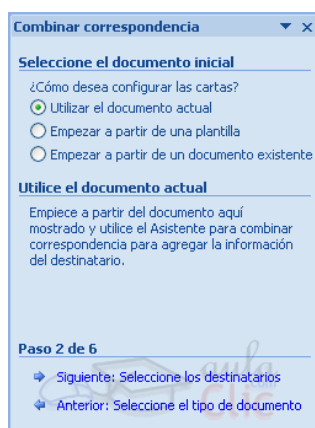 Combinar correspondencia
Seleccione el documento inicial
¿Cómo desea configurar las cartas?
Utilizar el documento actual
Empezar a partir de una plantilla
Empezar a partir de un documento existente
Utilice el documento actual
Empiece a partir del documento aquí
mostrado y utilice el Asistente para combinar
correspondencia para agregar la información
del destinatario.
Paso 2 de 6
Siguiente: Seleccione los destinatarios
Anterior: Seleccione el tipo de documento
aula
Clic